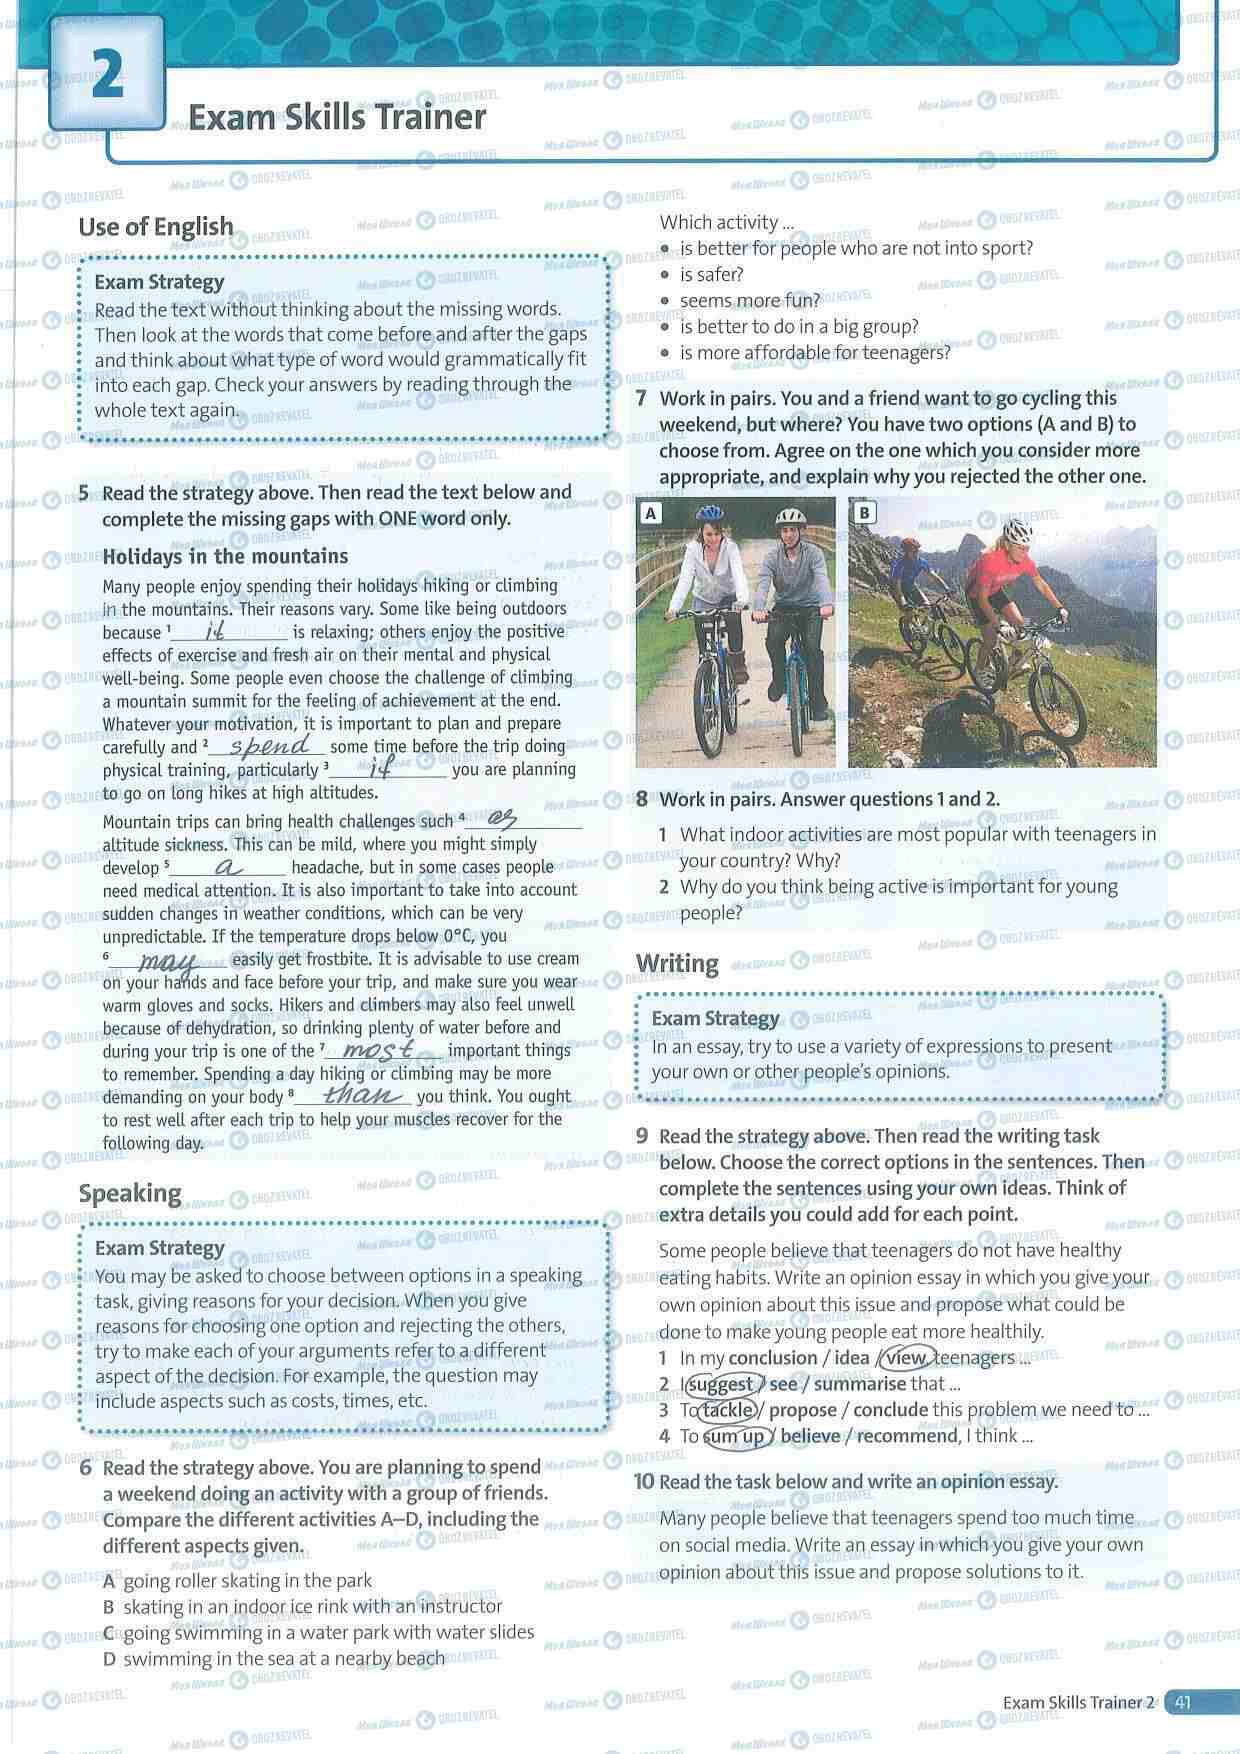 2
Exam Skills Trainer
Use of English
Exam Strategy
Read the text without thinking about the missing words.
Then look at the words that come before and after the gaps
and think about what type of word would grammatically fit
into each gap. Check your answers by reading through the
whole text again.
5 Read the strategy above. Then read the text below and
complete the missing gaps with ONE word only.
Holidays in the mountains
Many people enjoy spending their holidays hiking or climbing
in the mountains. Their reasons vary. Some like being outdoors
because 1 it is relaxing; others enjoy the positive
effects of exercise and fresh air on their mental and physical
well-being. Some people even choose the challenge of climbing
a mountain summit for the feeling of achievement at the end.
Whatever your motivation, it is important to plan and prepare
carefully and 2 spend some time before the trip doing
physical training, particularly 3 if you are planning
to go on long hikes at high altitudes.
Mountain trips can bring health challenges such 4 as
altitude sickness. This can be mild, where you might simply
develop 5 a headache, but in some cases people
need medical attention. It is also important to take into account
sudden changes in weather conditions, which can be very
unpredictable. If the temperature drops below 0°C, you
6 may easily get frostbite. It is advisable to use cream
on your hands and face before your trip, and make sure you wear
warm gloves and socks. Hikers and climbers may also feel unwell
because of dehydration, so drinking plenty of water before and
during your trip is one of the 7 most important things
to remember. Spending a day hiking or climbing may be more
demanding on your body 8 than you think. You ought
to rest well after each trip to help your muscles recover for the
following day.
Speaking
Exam Strategy
You may be asked to choose between options in a speaking
task, giving reasons for your decision. When you give
reasons for choosing one option and rejecting the others,
try to make each of your arguments refer to a different
aspect of the decision. For example, the question may
include aspects such as costs, times, etc.
6 Read the strategy above. You are planning to spend
a weekend doing an activity with a group of friends.
Compare the different activities A–D, including the
different aspects given.
A going roller skating in the park
B skating in an indoor ice rink with an instructor
C going swimming in a water park with water slides
D swimming in the sea at a nearby beach
Which activity ...
• is better for people who are not into sport?
• is safer?
• seems more fun?
• is better to do in a big group?
• is more affordable for teenagers?
7 Work in pairs. You and a friend want to go cycling this
weekend, but where? You have two options (A and B) to
choose from. Agree on the one which you consider more
appropriate, and explain why you rejected the other one.
A
B
8 Work in pairs. Answer questions 1 and 2.
1 What indoor activities are most popular with teenagers in
your country? Why?
2 Why do you think being active is important for young
people?
Writing
Exam Strategy
In an essay, try to use a variety of expressions to present
your own or other people's opinions.
9 Read the strategy above. Then read the writing task
below. Choose the correct options in the sentences. Then
complete the sentences using your own ideas. Think of
extra details you could add for each point.
Some people believe that teenagers do not have healthy
eating habits. Write an opinion essay in which you give your
own opinion about this issue and propose what could be
done to make young people eat more healthily.
1 In my conclusion / idea / view, teenagers ...
2 I suggest / see / summarise that ...
3 To tackle / propose / conclude this problem we need to ...
4 To sum up / believe / recommend, I think ...
10 Read the task below and write an opinion essay.
Many people believe that teenagers spend too much time
on social media. Write an essay in which you give your own
opinion about this issue and propose solutions to it.
Exam Skills Trainer 2 41